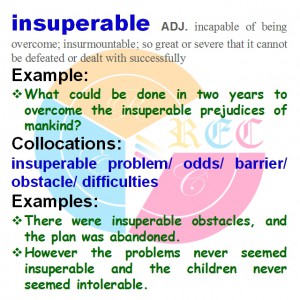 insuperable ADJ. incapable of being
overcome; insurmountable; so great or severe that it cannot
be defeated or dealt with successfully
Example:
❖What could be done in two years to
overcome the insuperable prejudices of
mankind?
REC
Collocations:
insuperable problem/ odds/ barrier/
obstacle/ difficulties
Examples:
❖There were insuperable obstacles, and
the plan was abandoned.
❖However the problems never seemed
insuperable and the children never
seemed intolerable.